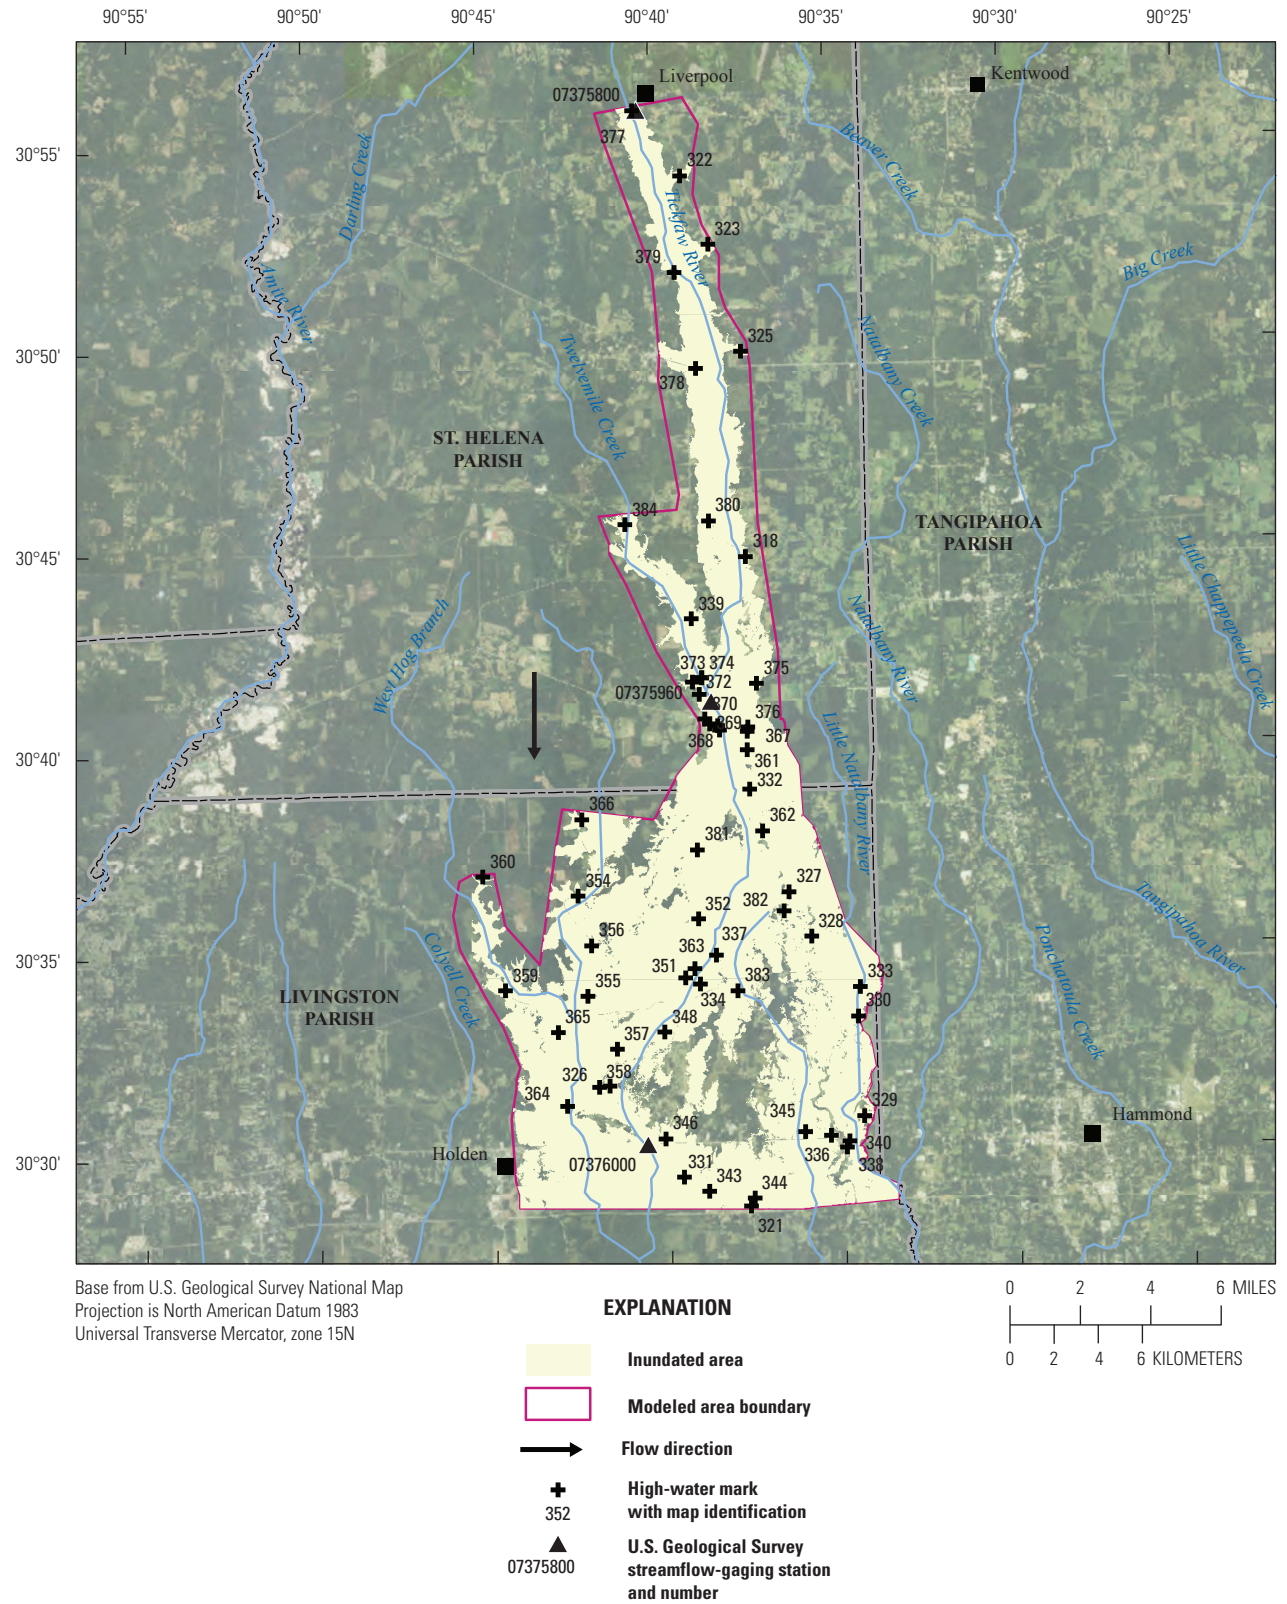 90°55'
90°50'
90°45'
90°40'
90°35'
90°30'
90°25'
Liverpool
Kentwood
07375800
377
Beaver Creek
30°55'
322
Darling Creek
Tickfaw River
323
379
Big Creek
Amite River
325
Natalbany Creek
30°50'
Twelvemile Creek
378
ST. HELENA
PARISH
384
380
TANGIPAHOA
PARISH
318
30°45'
Little Chappepeela Creek
West Hog Branch
339
Natalbany River
373
374
375
372
07375960
370
376
369
367
368
Little Natalbany River
30°40'
361
332
366
362
381
360
327
354
382
Tangipahoa River
352
328
356
337
Ponchatoula Creek
Colyell Creek
363
30°35'
351
333
359
383
LIVINGSTON
PARISH
355
334
380
365
348
357
326
358
364
329
345
Hammond
346
340
Holden
336
30°30'
07376000
338
331
343
344
321
Base from U.S. Geological Survey National Map
Projection is North American Datum 1983
Universal Transverse Mercator, zone 15N
0 2 4 6 MILES
0 2 4 6 KILOMETERS
EXPLANATION
Inundated area
Modeled area boundary
Flow direction
High-water mark
with map identification
352
U.S. Geological Survey
streamflow-gaging station
and number
07375800